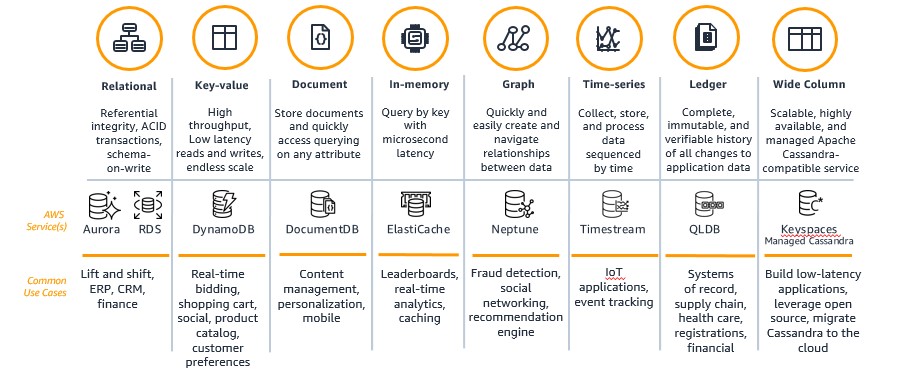 Relational
Key-value
Document
In-memory
Graph
Time-series
Ledger
Wide Column
Referential
integrity, ACID
transactions,
schema-
on-write
High
throughput,
Low latency
reads and writes,
endless scale
Store documents
and quickly
access querying
on any attribute
Query by key
with
microsecond
latency
Quickly and
easily create and
navigate
relationships
between data
Collect, store,
and process
data
sequenced
by time
Complete,
immutable, and
verifiable history
of all changes to
application data
Scalable, highly
available, and
managed Apache
Cassandra-
compatible service
AWS
Service(s)
Aurora
RDS
DynamoDB
DocumentDB
ElastiCache
Neptune
Timestream
QLDB
C*
Keyspaces
Managed Cassandra
Common
Use Cases
Lift and shift,
ERP, CRM,
finance
Real-time
bidding,
shopping cart,
social, product
catalog,
customer
preferences
Content
management,
personalization,
mobile
Leaderboards,
real-time
analytics,
caching
Fraud detection,
social
networking,
recommendation
engine
IoT
applications,
event tracking
Systems
of record,
supply chain,
health care,
registrations,
financial
Build low-latency
applications,
leverage open
source, migrate
Cassandra to the
cloud